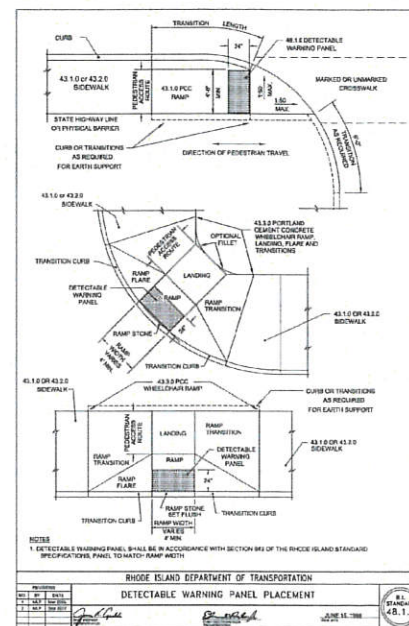 TRANSITION LENGTH
24"
48.1.0 DETECTABLE
WARNING PANEL
CURB
43.1.0 or 43.2.0
SIDEWALK
PEDESTRIAN
ACCESS
ROUTE
43.1.0 PCC
RAMP
MIN
1:50
MAX.
1:50
MAX.
MARKED OR UNMARKED
CROSSWALK
STATE HIGHWAY LINE
OR PHYSICAL BARRIER
TRANSITION
AS REQUIRED
CURB OR TRANSITIONS
AS REQUIRED
FOR EARTH SUPPORT
DIRECTION OF PEDESTRIAN TRAVEL
43.1.0 or 43.2.0
SIDEWALK
PEDESTRIAN
ACCESS
ROUTE
OPTIONAL
FILLET
43.3.0 PORTLAND
CEMENT CONCRETE
WHEELCHAIR RAMP,
LANDING, FLARE AND
TRANSITIONS
TRANSITION CURB
RAMP
FLARE
LANDING
DETECTABLE
WARNING
PANEL
RAMP
RAMP
TRANSITION
RAMP STONE
24"
RAMP
WIDTH
VARIES
4' MIN.
TRANSITION CURB
43.1.0 OR 43.2.0
SIDEWALK
43.1.0 OR 43.2.0
SIDEWALK
43.3.0 PCC
WHEELCHAIR RAMP
CURB OR TRANSITIONS
AS REQUIRED
FOR EARTH SUPPORT
PEDESTRIAN
ACCESS
ROUTE
LANDING
RAMP
TRANSITION
RAMP
TRANSITION
RAMP
DETECTABLE
WARNING
PANEL
43.1.0 OR 43.2.0
SIDEWALK
RAMP
FLARE
24"
TRANSITION CURB
RAMP STONE
SET FLUSH
TRANSITION CURB
RAMP WIDTH
VARIES
4' MIN.
NOTES
1. DETECTABLE WARNING PANEL SHALL BE IN ACCORDANCE WITH SECTION 942 OF THE RHODE ISLAND STANDARD
SPECIFICATIONS, PANEL TO MATCH RAMP WIDTH
RHODE ISLAND DEPARTMENT OF TRANSPORTATION
REVISIONS
NO. BY DATE
DETECTABLE WARNING PANEL PLACEMENT
R.I.
STANDARD
48.1.
JUNE 15, 1998